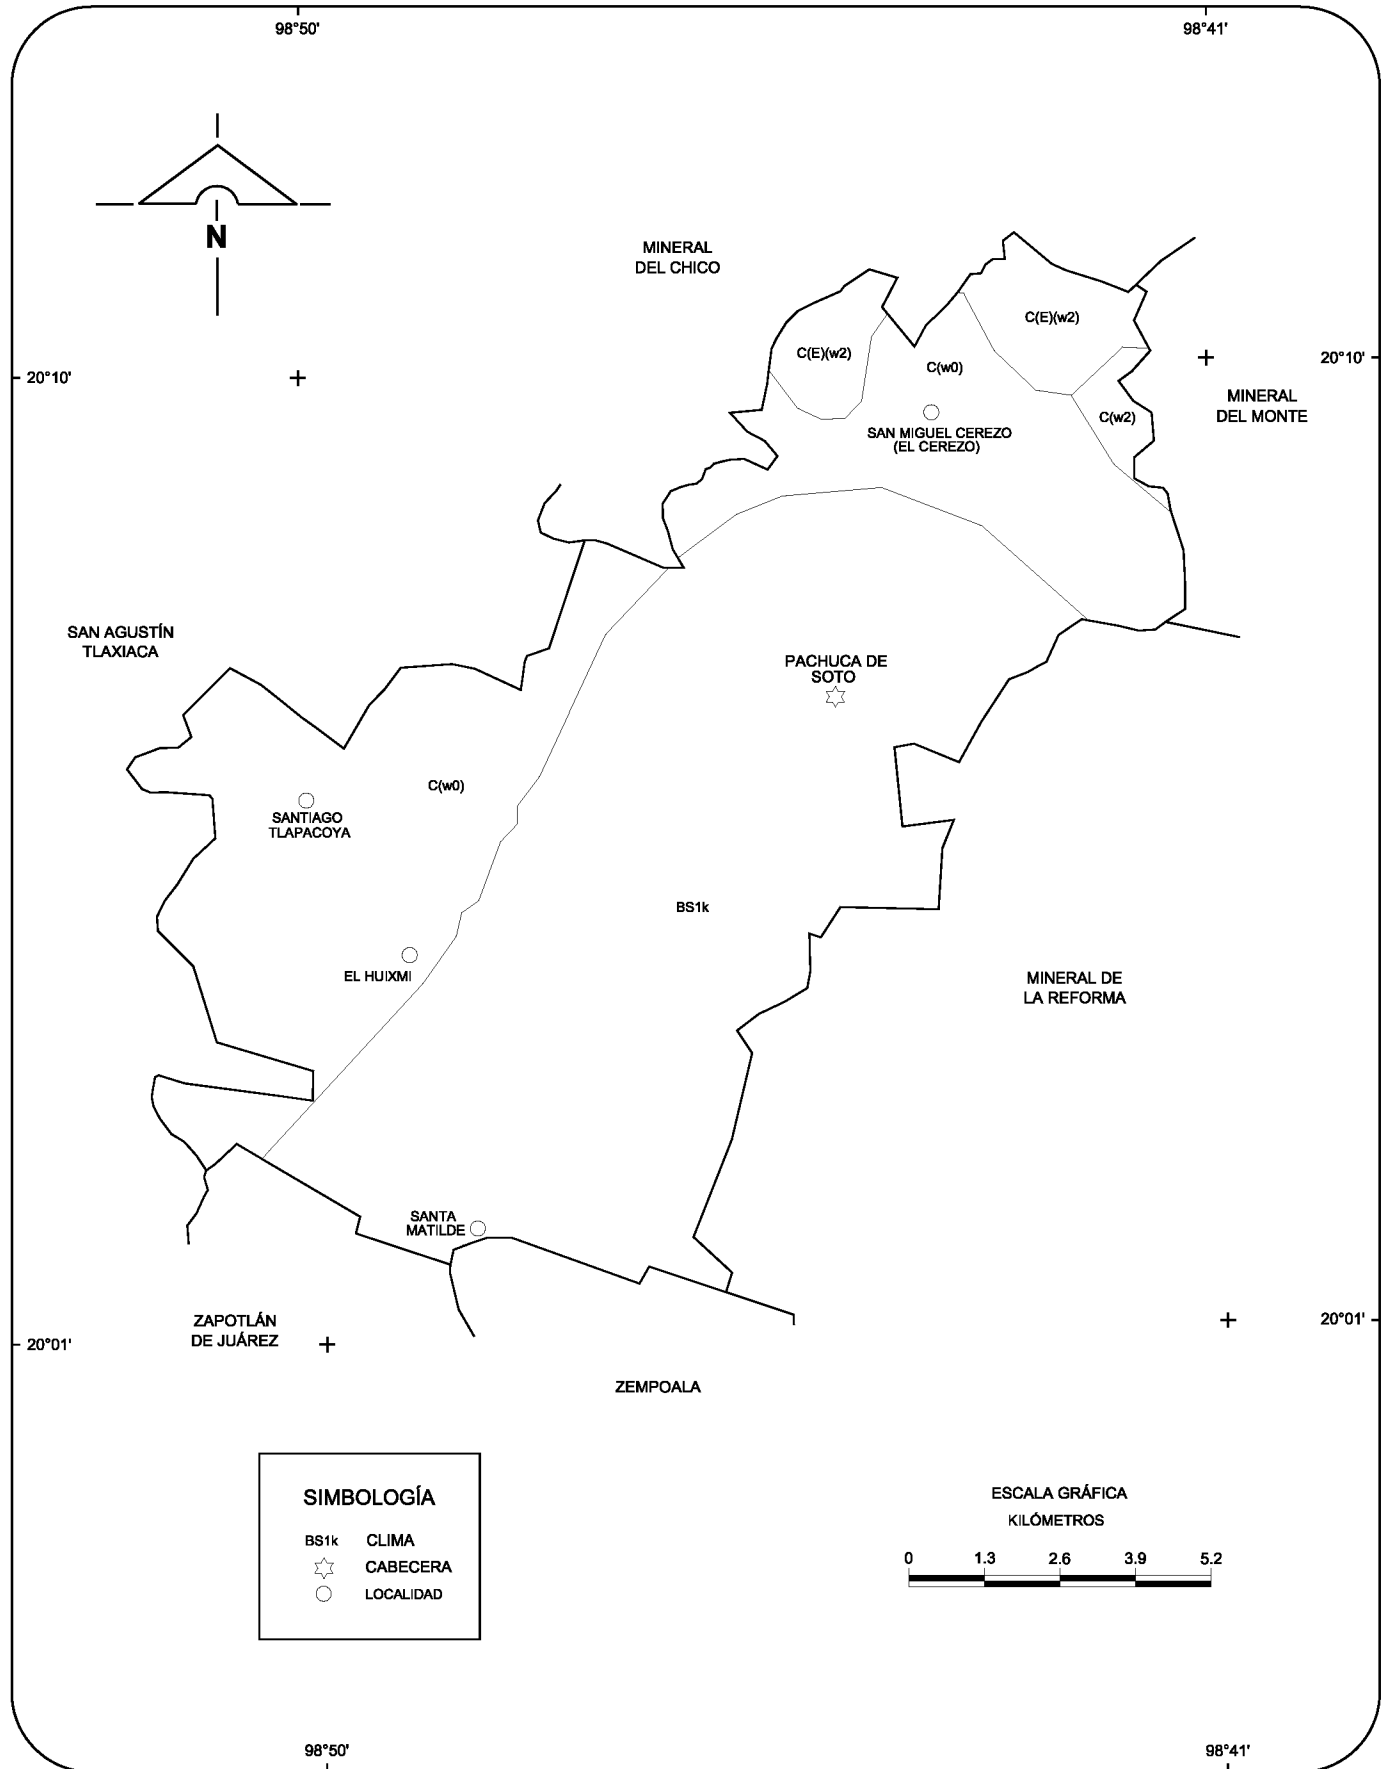 98°50'
98°41'
N
MINERAL
DEL CHICO
C(E)(w2)
C(E)(w2)
C(w0)
20°10'
20°10'
MINERAL
DEL MONTE
C(w2)
SAN MIGUEL CEREZO
(EL CEREZO)
SAN AGUSTÍN
TLAXIACA
PACHUCA DE
SOTO
C(w0)
SANTIAGO
TLAPACOYA
BS1k
EL HUIXMI
MINERAL DE
LA REFORMA
SANTA
MATILDE
ZAPOTLÁN
DE JUÁREZ
20°01'
20°01'
ZEMPOALA
SIMBOLOGÍA
BS1k CLIMA
CABECERA
LOCALIDAD
ESCALA GRÁFICA
KILÓMETROS
0 1.3 2.6 3.9 5.2
98°50'
98°41'